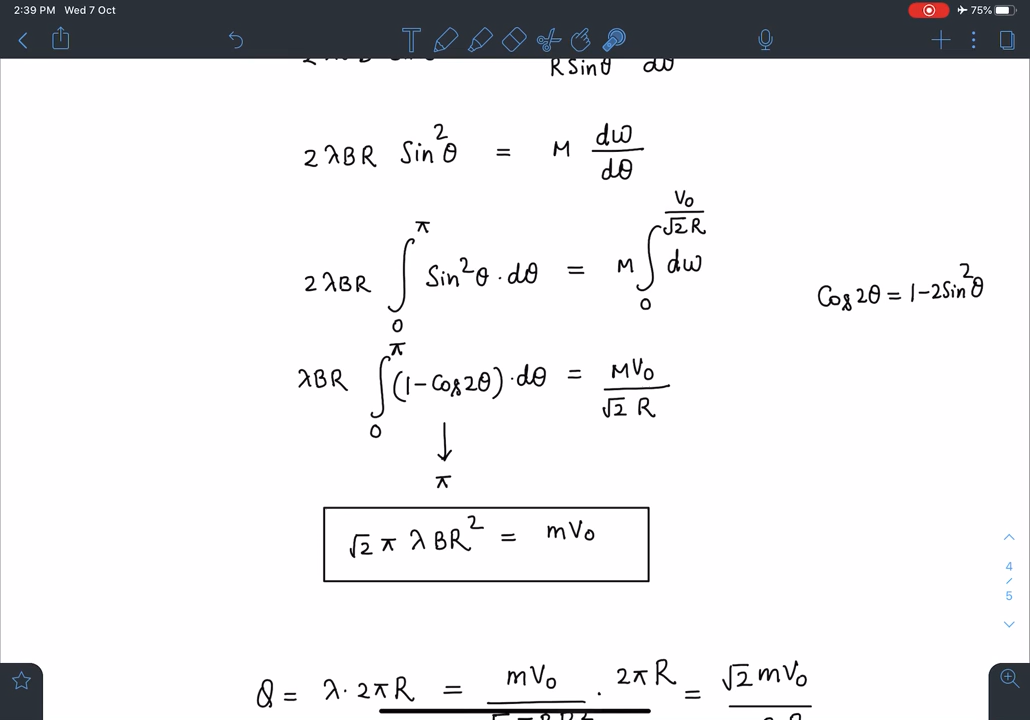 2:39 PM Wed 7 Oct 75%
RSinθ dθ
2λBR Sin²θ = M dω/dθ
2λBR ∫₀^π Sin²θ·dθ = M ∫₀^(V₀/√2R) dω
Cos2θ = 1-2Sin²θ
λBR ∫₀^π (1-Cos2θ)·dθ = MV₀/√2 R
↓
π
√2 π λBR² = mV₀
4
/
5
Q = λ·2πR = mV₀ · 2πR = √2 mV₀